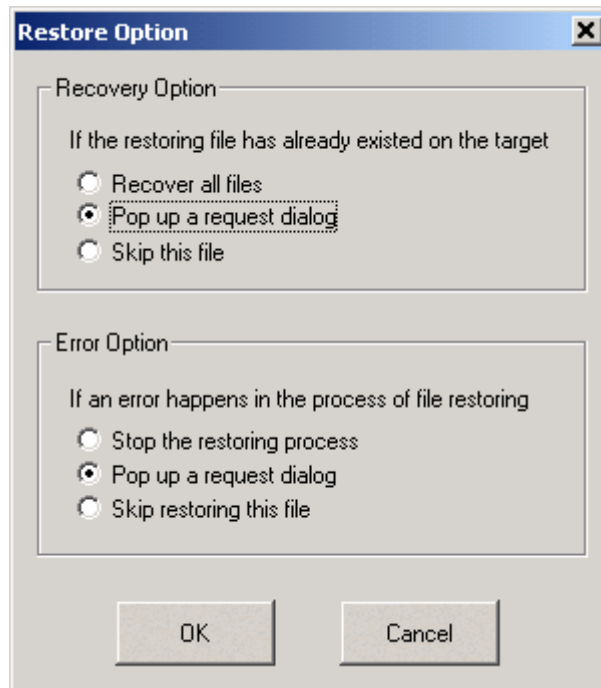 Restore Option
Recovery Option
If the restoring file has already existed on the target
Recover all files
Pop up a request dialog
Skip this file
Error Option
If an error happens in the process of file restoring
Stop the restoring process
Pop up a request dialog
Skip restoring this file
OK
Cancel